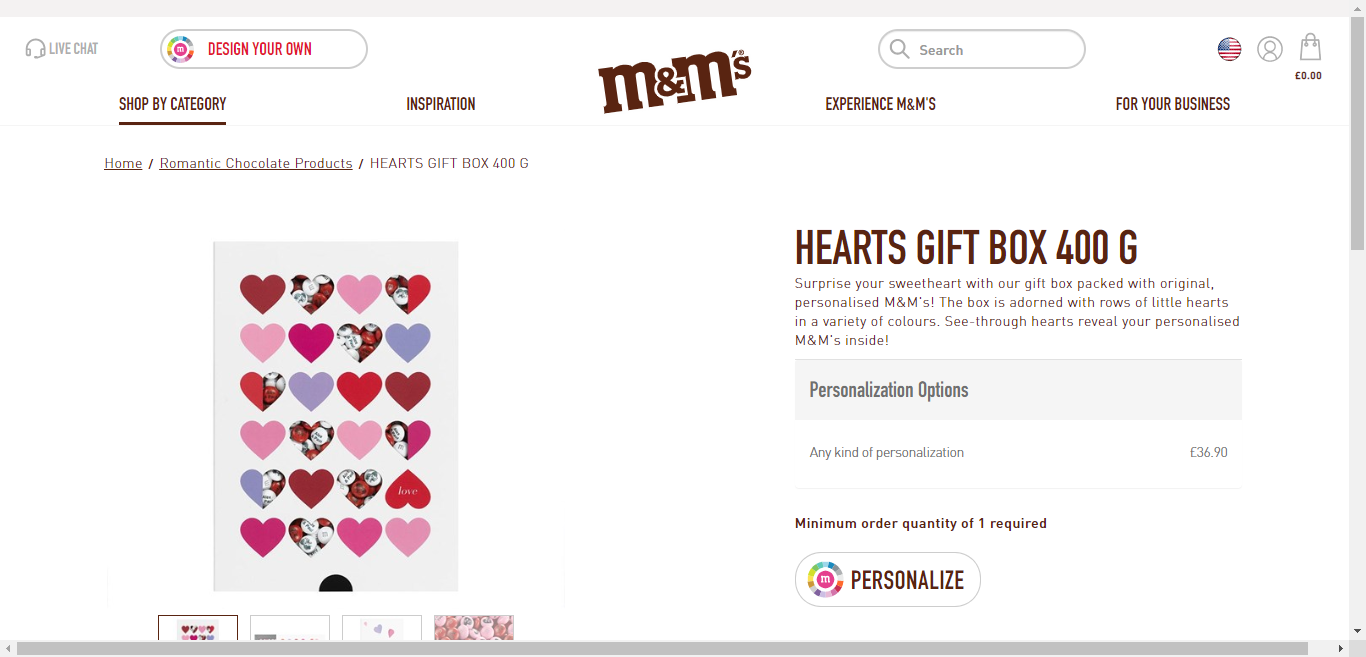 LIVE CHAT
DESIGN YOUR OWN
m&m's
Search
£0.00
SHOP BY CATEGORY
INSPIRATION
EXPERIENCE M&M'S
FOR YOUR BUSINESS
Home / Romantic Chocolate Products / HEARTS GIFT BOX 400 G
HEARTS GIFT BOX 400 G
Surprise your sweetheart with our gift box packed with original,
personalised M&M's! The box is adorned with rows of little hearts
in a variety of colours. See-through hearts reveal your personalised
M&M's inside!
Personalization Options
Any kind of personalization £36.90
Minimum order quantity of 1 required
m PERSONALIZE
love